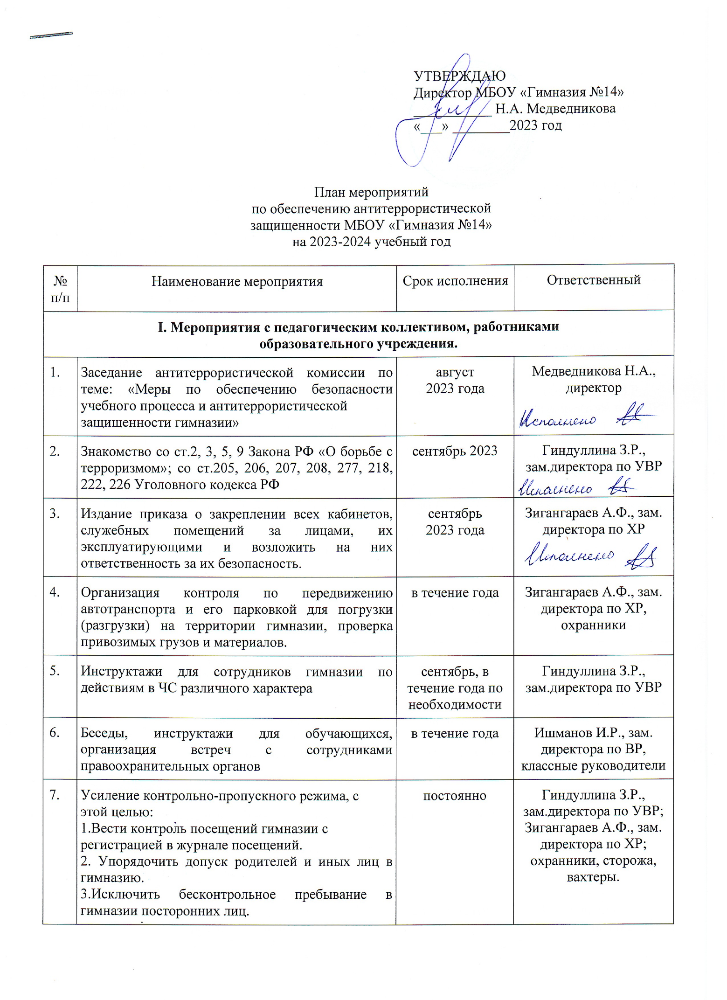 УТВЕРЖДАЮ
Директор МБОУ «Гимназия №14»
___________ Н.А. Медведникова
«___» ________2023 год
План мероприятий
по обеспечению антитеррористической
защищенности МБОУ «Гимназия №14»
на 2023-2024 учебный год
№
п/п
Наименование мероприятия
Срок исполнения
Ответственный
I. Мероприятия с педагогическим коллективом, работниками
образовательного учреждения.
1.
Заседание антитеррористической комиссии по
теме: «Меры по обеспечению безопасности
учебного процесса и антитеррористической
защищенности гимназии»
август
2023 года
Медведникова Н.А.,
директор
Исполнено
2.
Знакомство со ст.2, 3, 5, 9 Закона РФ «О борьбе с
терроризмом»; со ст.205, 206, 207, 208, 277, 218,
222, 226 Уголовного кодекса РФ
сентябрь 2023
Гиндуллина З.Р.,
зам.директора по УВР
Исполнено
3.
Издание приказа о закреплении всех кабинетов,
служебных помещений за лицами, их
эксплуатирующими и возложить на них
ответственность за их безопасность.
сентябрь
2023 года
Зигангараев А.Ф., зам.
директора по ХР
Исполнено
4.
Организация контроля по передвижению
автотранспорта и его парковкой для погрузки
(разгрузки) на территории гимназии, проверка
привозимых грузов и материалов.
в течение года
Зигангараев А.Ф., зам.
директора по ХР,
охранники
5.
Инструктажи для сотрудников гимназии по
действиям в ЧС различного характера
сентябрь, в
течение года по
необходимости
Гиндуллина З.Р.,
зам.директора по УВР
6.
Беседы, инструктажи для обучающихся,
организация встреч с сотрудниками
правоохранительных органов
в течение года
Ишманов И.Р., зам.
директора по ВР,
классные руководители
7.
Усиление контрольно-пропускного режима, с
этой целью:
1.Вести контроль посещений гимназии с
регистрацией в журнале посещений.
2. Упорядочить допуск родителей и иных лиц в
гимназию.
3.Исключить бесконтрольное пребывание в
гимназии посторонних лиц.
постоянно
Гиндуллина З.Р.,
зам.директора по УВР;
Зигангараев А.Ф., зам.
директора по ХР;
охранники, сторожа,
вахтеры.